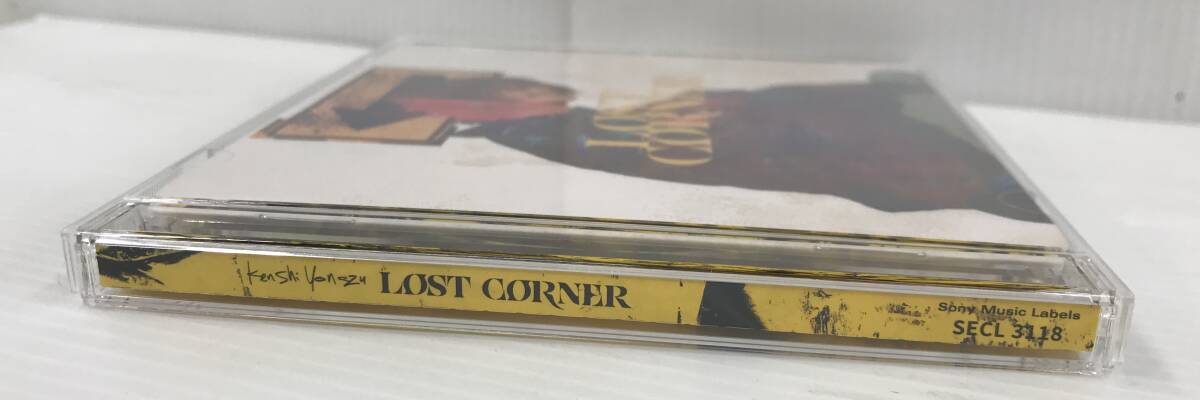 LOST
CORNER
Kenshi Yonezu LOST CORNER
Sony Music Labels
SECL 3118